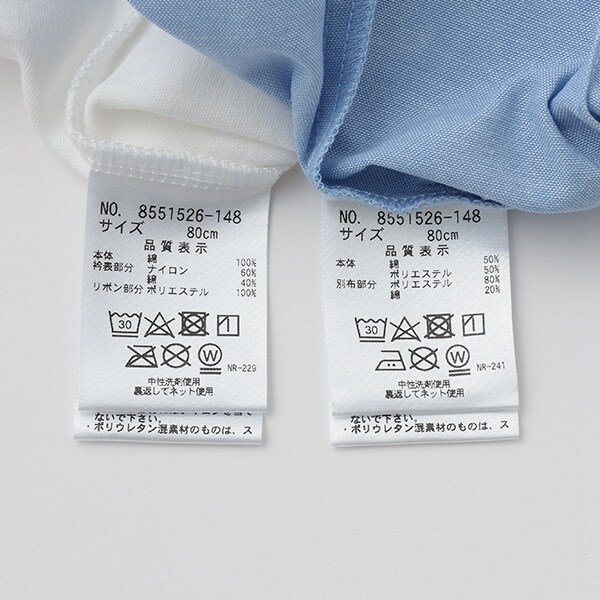 NO. 8551526-148
サイズ 80cm
品質表示
本体 綿 100%
衿表部分 ナイロン 60%
綿 40%
リボン部分 ポリエステル 100%
30
W
NR-229
中性洗剤使用
裏返してネット使用
ないで下さい。
・ポリウレタン混素材のものは、ス
NO. 8551526-148
サイズ 80cm
品質表示
本体 綿 50%
ポリエステル 50%
別布部分 ポリエステル 80%
綿 20%
30
W
NR-241
中性洗剤使用
裏返してネット使用
ないで下さい。
・ポリウレタン混素材のものは、ス